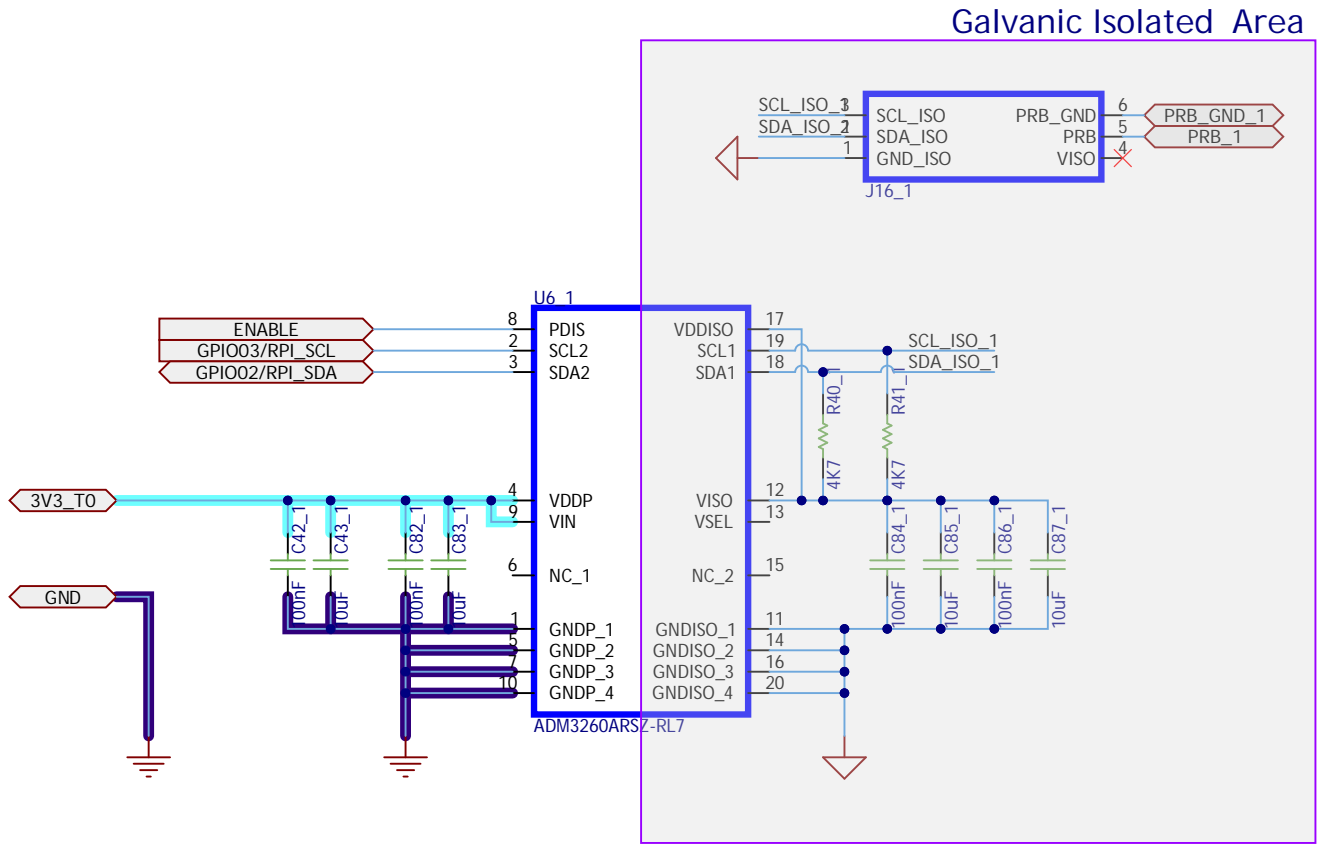 Galvanic Isolated Area
SCL_ISO_1 3 SCL_ISO PRB_GND 6 PRB_GND_1
SDA_ISO_1 2 SDA_ISO PRB 5 PRB_1
1 GND_ISO VISO 4
J16_1
U6_1
ENABLE 8 PDIS VDDISO 17
GPIO03/RPI_SCL 2 SCL2 SCL1 19 SCL_ISO_1
GPIO02/RPI_SDA 3 SDA2 SDA1 18 SDA_ISO_1
R40_1 R41_1
4K7 4K7
3V3_T0 4 VDDP VISO 12
9 VIN VSEL 13
C42_1 C43_1 C82_1 C83_1 C84_1 C85_1 C86_1 C87_1
6 NC_1 NC_2 15
100nF 10uF 100nF 10uF 100nF 10uF 100nF 10uF
GND
1 GNDP_1 GNDISO_1 11
5 GNDP_2 GNDISO_2 14
7 GNDP_3 GNDISO_3 16
10 GNDP_4 GNDISO_4 20
ADM3260ARSZ-RL7